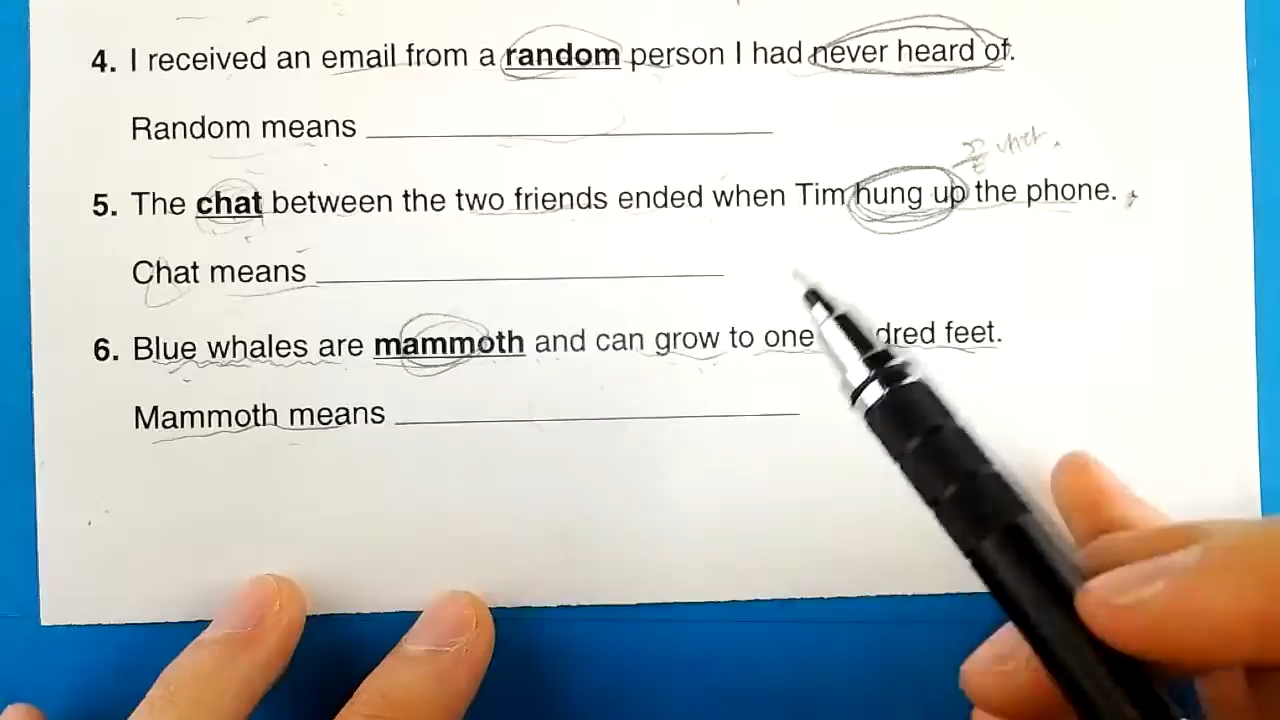 4. I received an email from a random person I had never heard of.
Random means
5. The chat between the two friends ended when Tim hung up the phone.
Chat means
6. Blue whales are mammoth and can grow to one dred feet.
Mammoth means